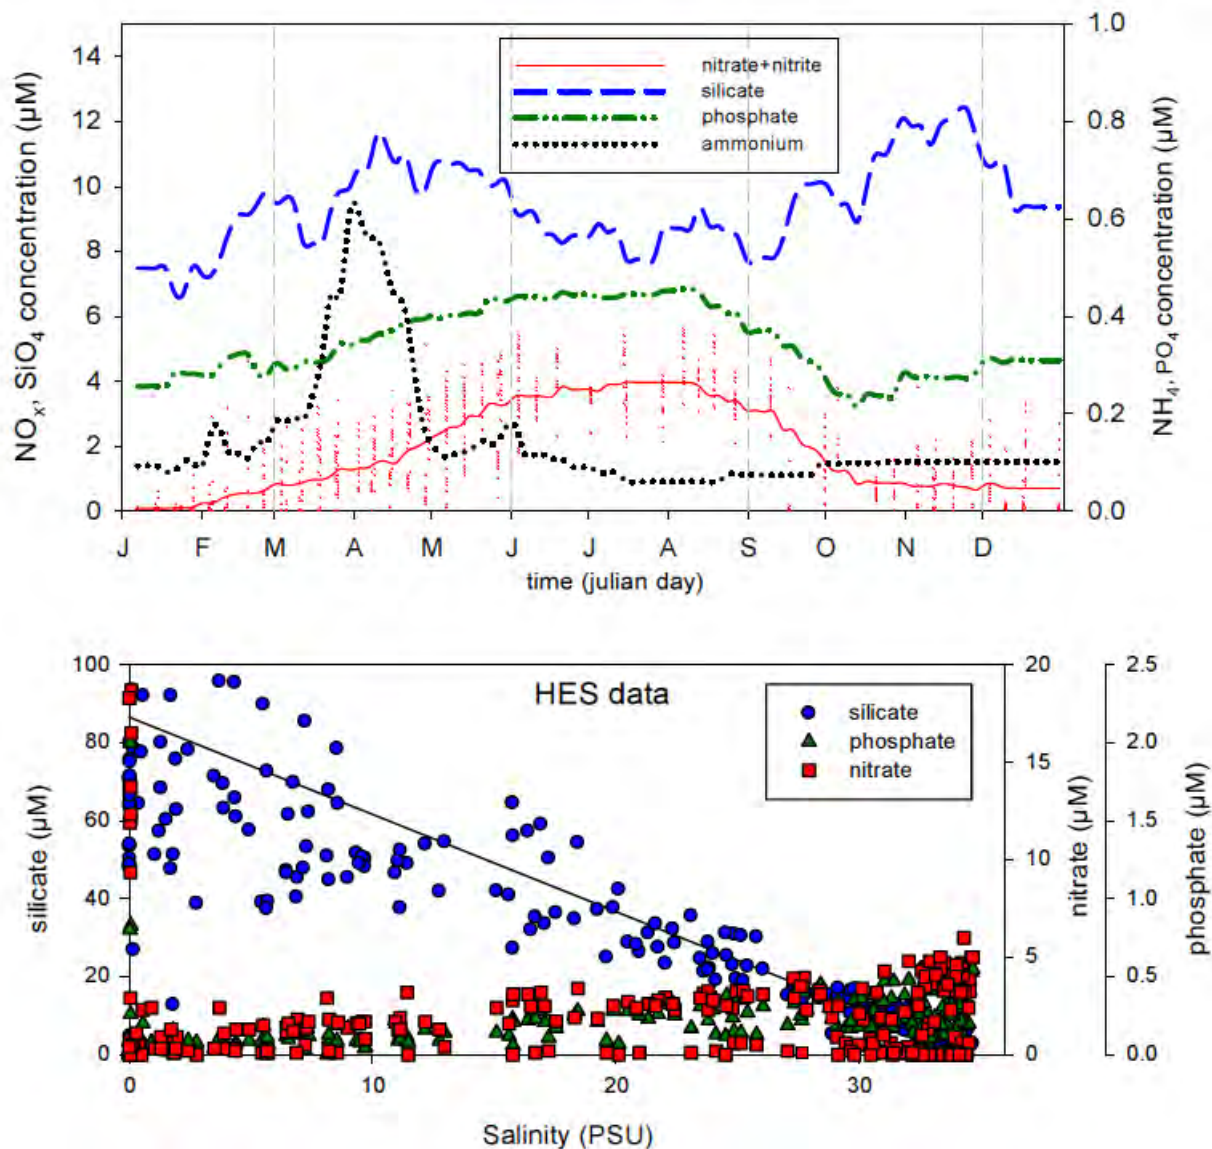 1.0
14
12
10
8
6
4
2
0
NOx, SiO4 concentration (µM)
nitrate+nitrite
silicate
phosphate
ammonium
0.8
0.6
0.4
0.2
0.0
NH4, PO4 concentration (µM)
J F M A M J J A S O N D
time (julian day)
HES data
100
80
60
40
20
0
silicate (µM)
silicate
phosphate
nitrate
20
15
10
5
0
nitrate (µM)
2.5
2.0
1.5
1.0
0.5
0.0
phosphate (µM)
0 10 20 30
Salinity (PSU)